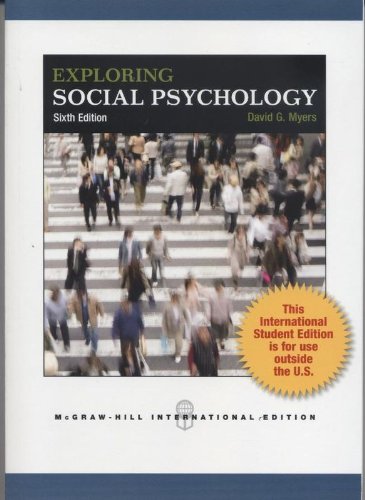 EXPLORING
SOCIAL PSYCHOLOGY
Sixth Edition David G. Myers
This
International
Student Edition
is for use
outside
the U.S.
McGRAW-HILL INTERNATIONAL EDITION